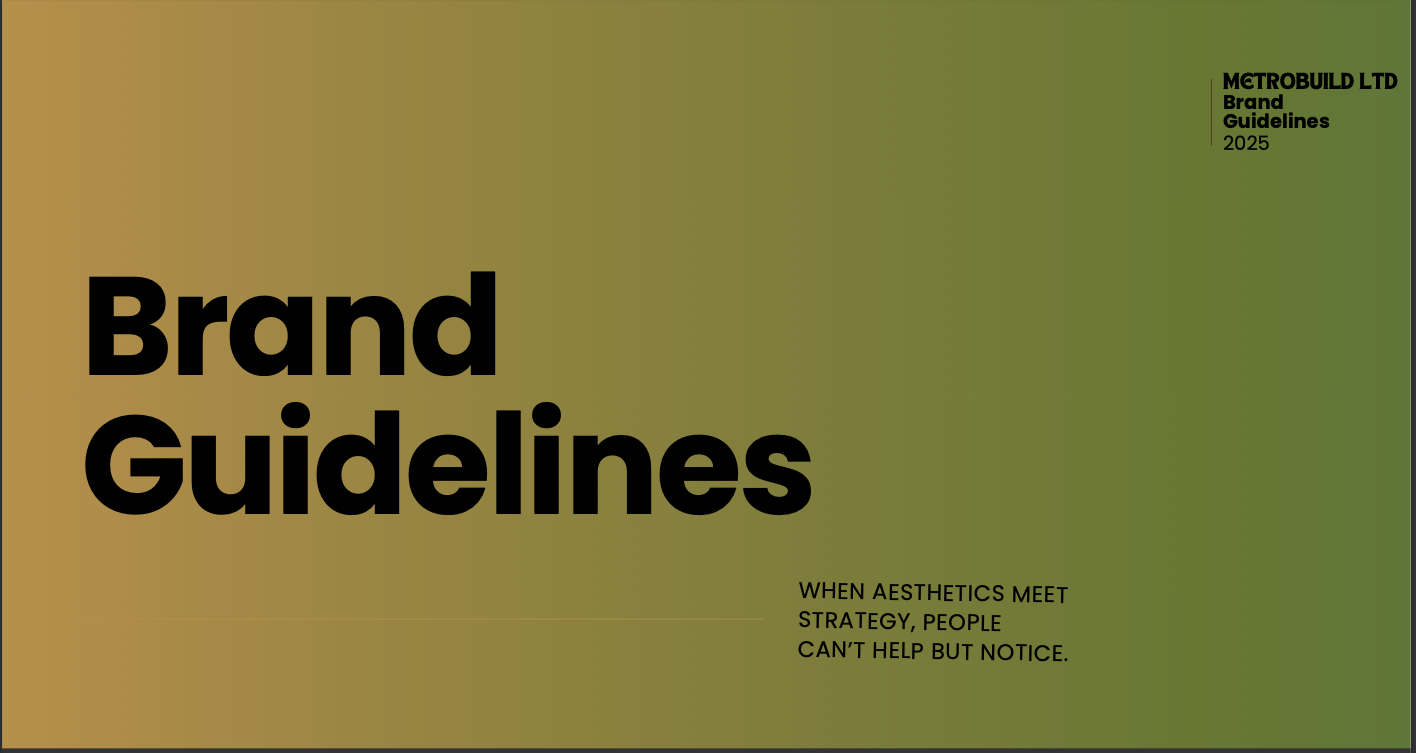 METROBUILD LTD
Brand
Guidelines
2025
Brand
Guidelines
WHEN AESTHETICS MEET
STRATEGY, PEOPLE
CAN’T HELP BUT NOTICE.